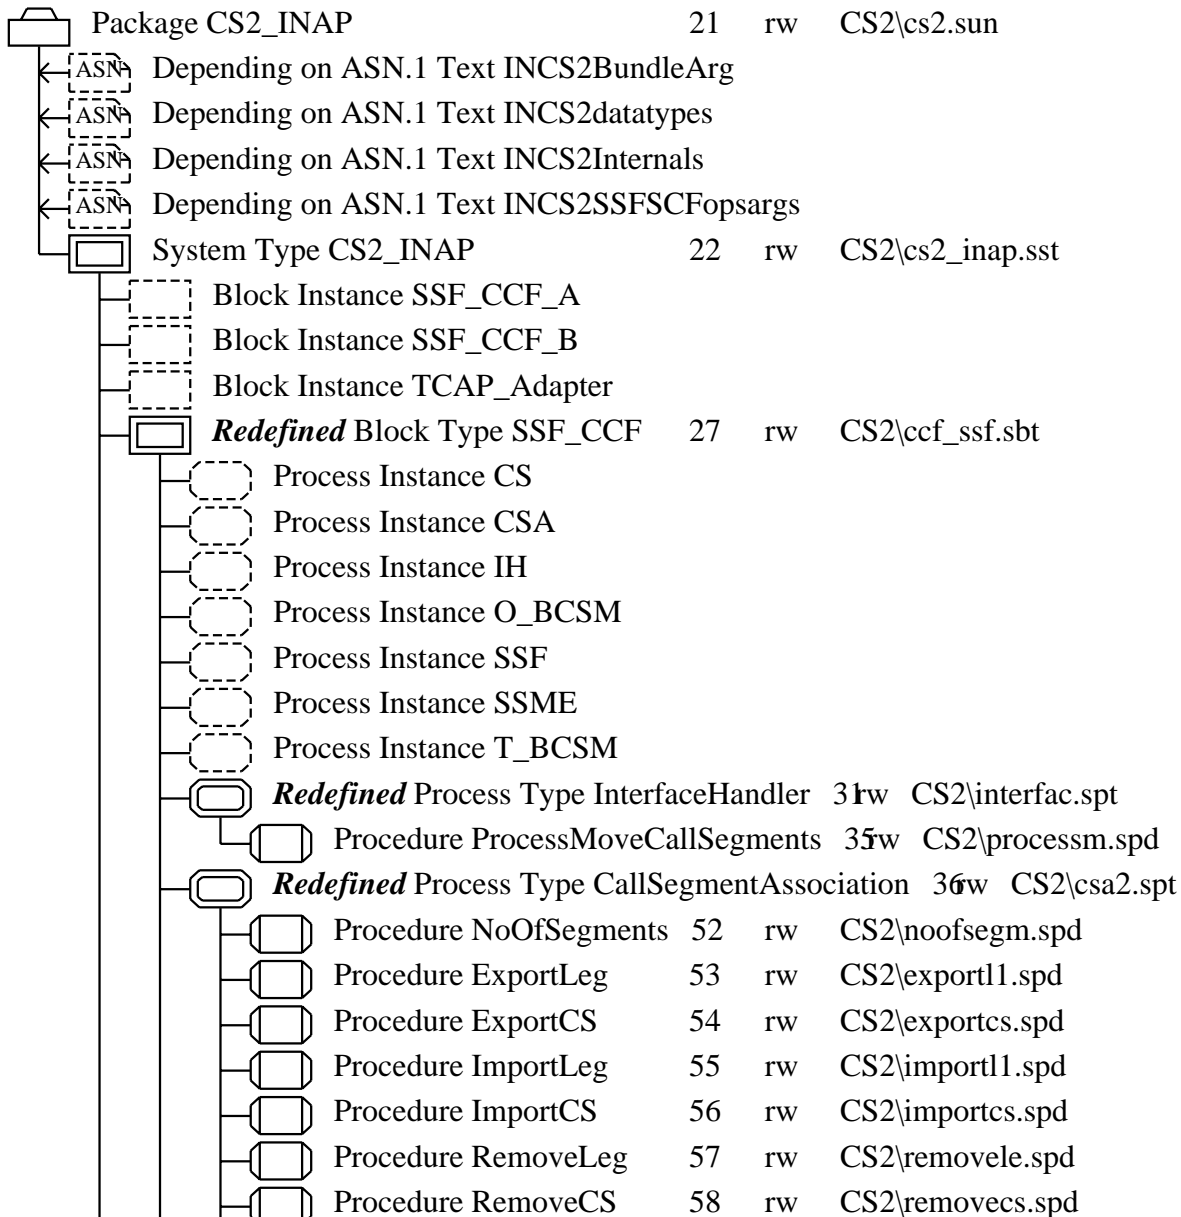 Package CS2_INAP 21 rw CS2\cs2.sun
ASN Depending on ASN.1 Text INCS2BundleArg
ASN Depending on ASN.1 Text INCS2datatypes
ASN Depending on ASN.1 Text INCS2Internals
ASN Depending on ASN.1 Text INCS2SSFSCFopsargs
System Type CS2_INAP 22 rw CS2\cs2_inap.sst
Block Instance SSF_CCF_A
Block Instance SSF_CCF_B
Block Instance TCAP_Adapter
Redefined Block Type SSF_CCF 27 rw CS2\ccf_ssf.sbt
Process Instance CS
Process Instance CSA
Process Instance IH
Process Instance O_BCSM
Process Instance SSF
Process Instance SSME
Process Instance T_BCSM
Redefined Process Type InterfaceHandler 31 rw CS2\interfac.spt
Procedure ProcessMoveCallSegments 35 rw CS2\processm.spd
Redefined Process Type CallSegmentAssociation 36 rw CS2\csa2.spt
Procedure NoOfSegments 52 rw CS2\noofsegm.spd
Procedure ExportLeg 53 rw CS2\exportl1.spd
Procedure ExportCS 54 rw CS2\exportcs.spd
Procedure ImportLeg 55 rw CS2\importl1.spd
Procedure ImportCS 56 rw CS2\importcs.spd
Procedure RemoveLeg 57 rw CS2\removele.spd
Procedure RemoveCS 58 rw CS2\removecs.spd